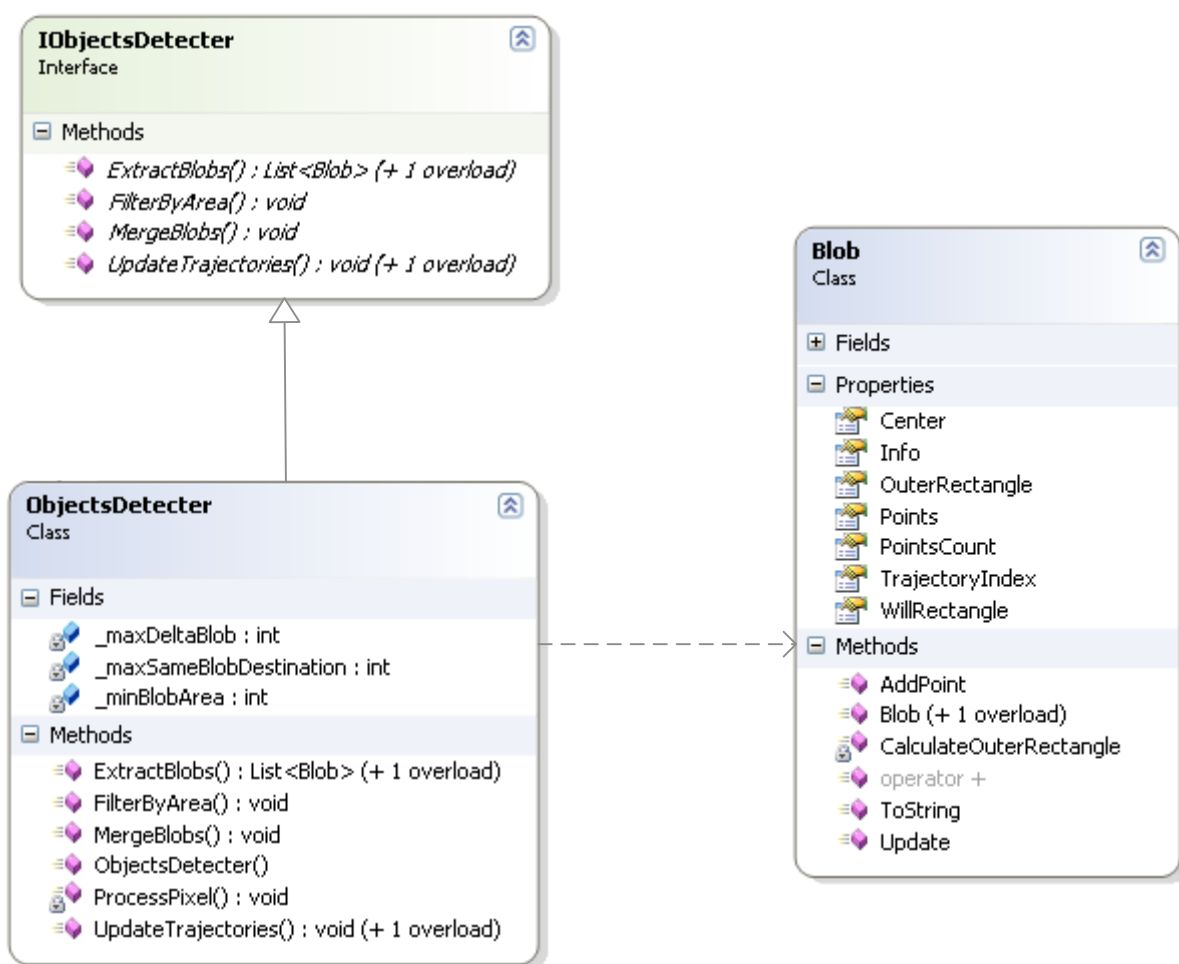 IObjectsDetecter
Interface
Methods
ExtractBlobs() : List<Blob> (+ 1 overload)
FilterByArea() : void
MergeBlobs() : void
UpdateTrajectories() : void (+ 1 overload)
ObjectsDetecter
Class
Fields
_maxDeltaBlob : int
_maxSameBlobDestination : int
_minBlobArea : int
Methods
ExtractBlobs() : List<Blob> (+ 1 overload)
FilterByArea() : void
MergeBlobs() : void
ObjectsDetecter()
ProcessPixel() : void
UpdateTrajectories() : void (+ 1 overload)
Blob
Class
Fields
Properties
Center
Info
OuterRectangle
Points
PointsCount
TrajectoryIndex
WillRectangle
Methods
AddPoint
Blob (+ 1 overload)
CalculateOuterRectangle
operator +
ToString
Update